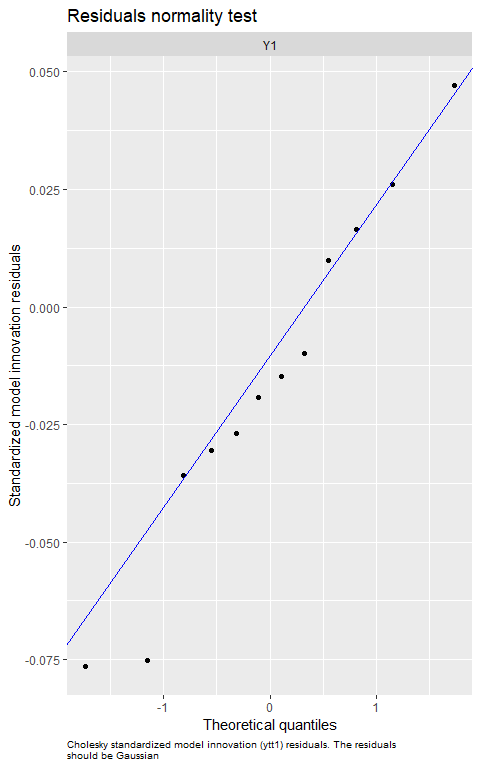 Residuals normality test
Y1
0.050
0.025
0.000
-0.025
-0.050
-0.075
Standardized model innovation residuals
-1
0
1
Theoretical quantiles
Cholesky standardized model innovation (ytt1) residuals. The residuals
should be Gaussian